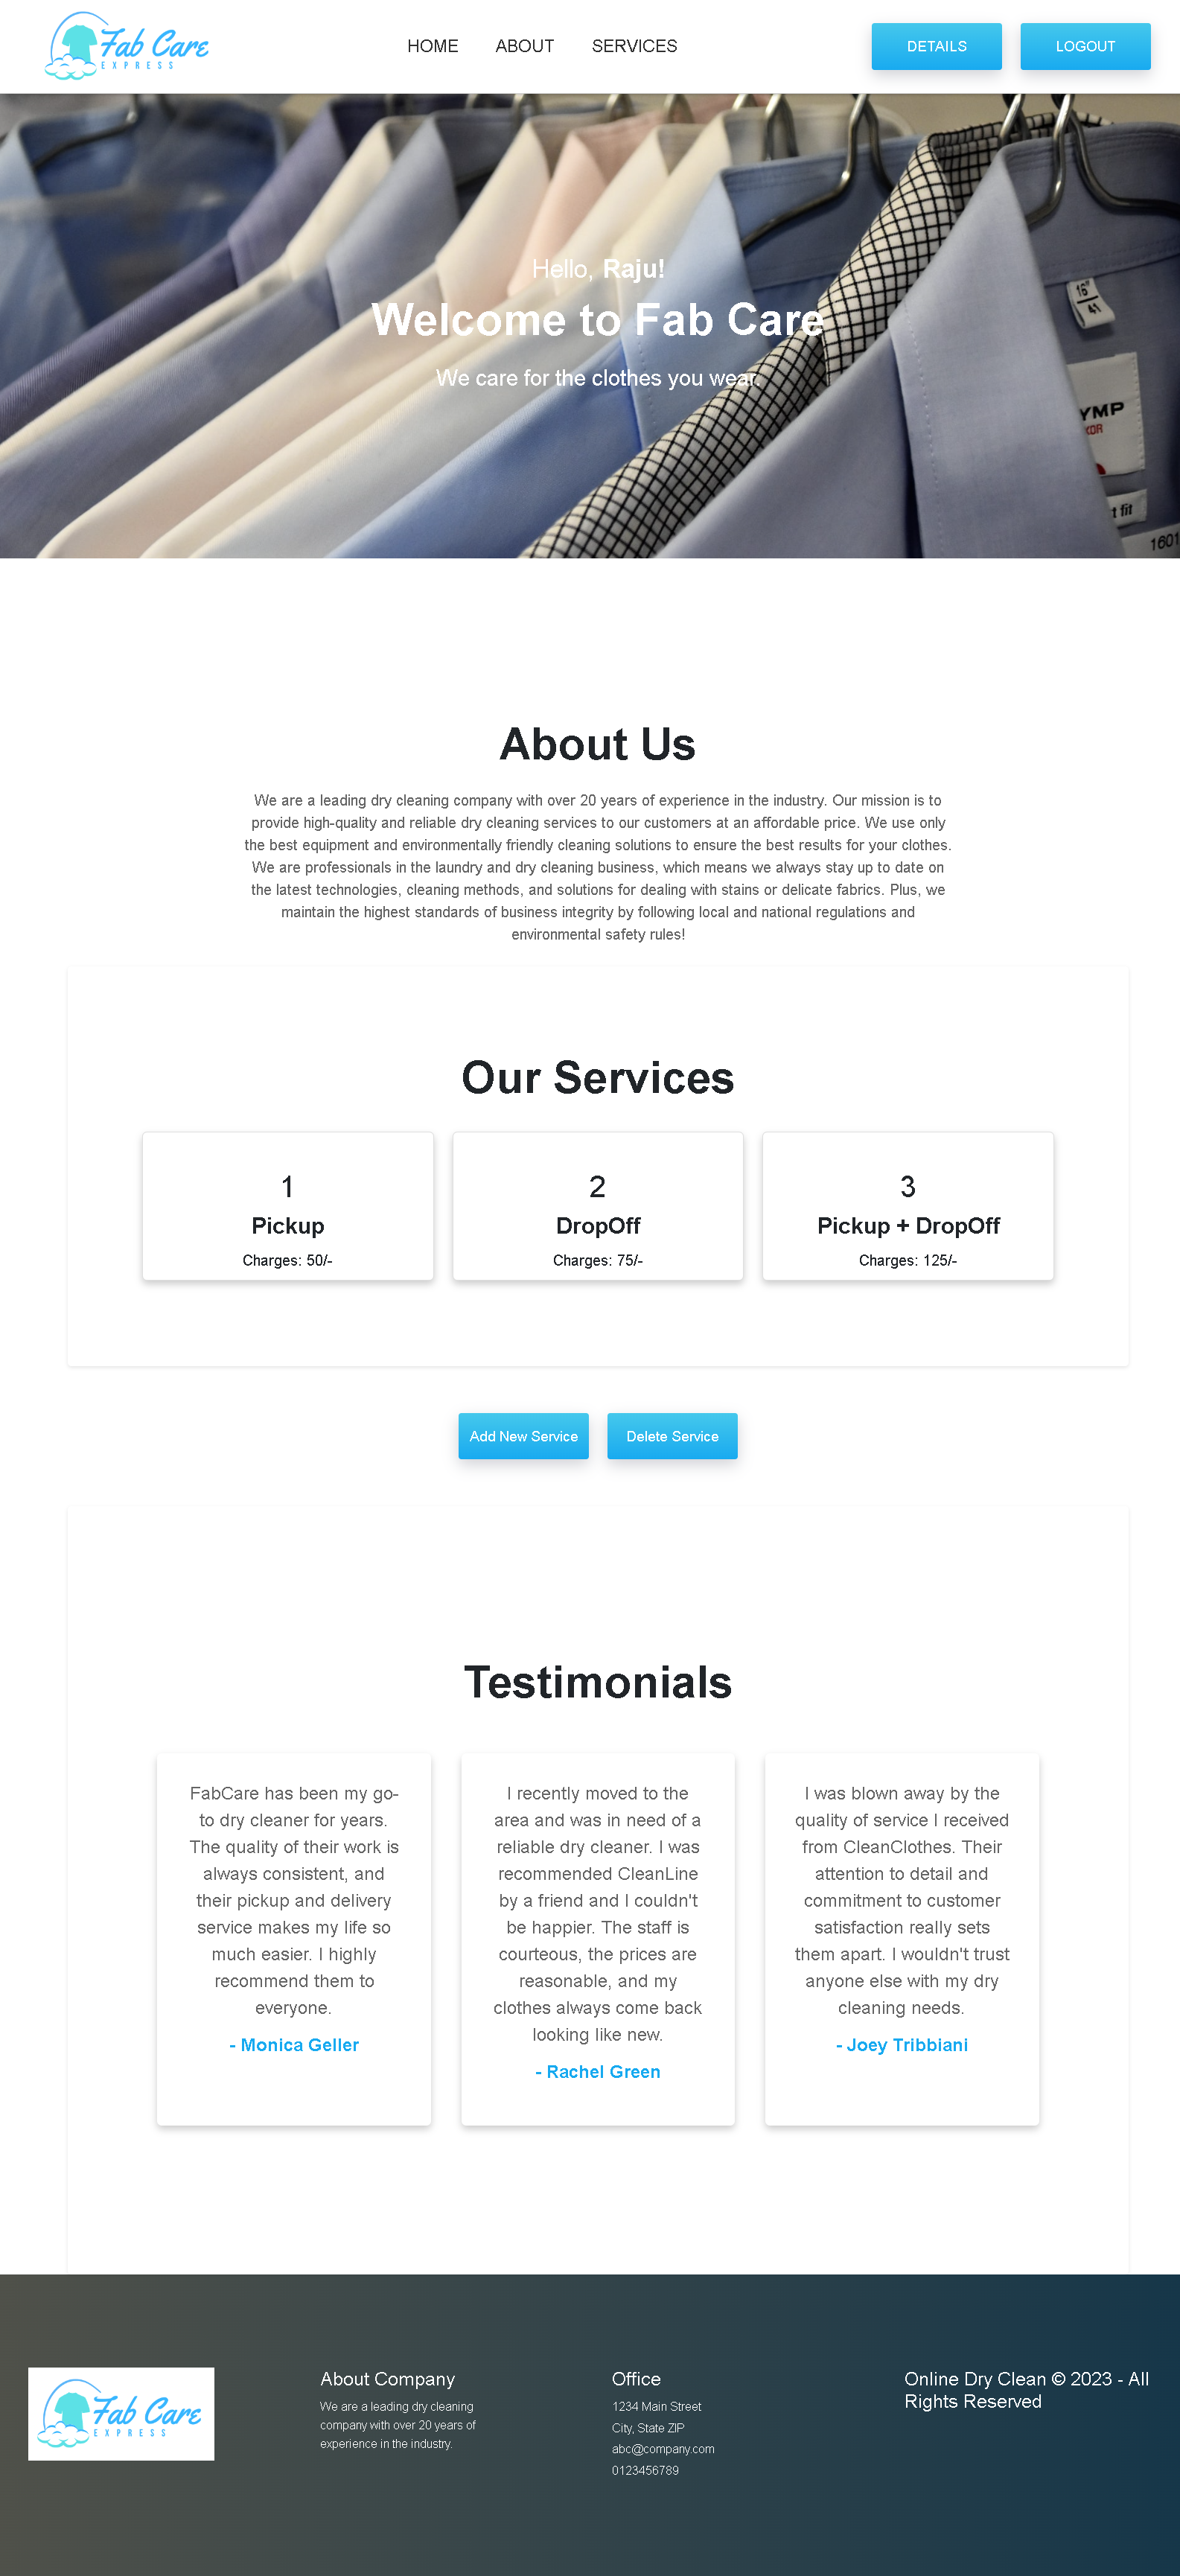 Fab Care
EXPRESS
HOME
ABOUT
SERVICES
DETAILS
LOGOUT
Hello, Raju!
Welcome to Fab Care
We care for the clothes you wear.
16"
41
YMP
XOR
t fit
1601
About Us
We are a leading dry cleaning company with over 20 years of experience in the industry. Our mission is to
provide high-quality and reliable dry cleaning services to our customers at an affordable price. We use only
the best equipment and environmentally friendly cleaning solutions to ensure the best results for your clothes.
We are professionals in the laundry and dry cleaning business, which means we always stay up to date on
the latest technologies, cleaning methods, and solutions for dealing with stains or delicate fabrics. Plus, we
maintain the highest standards of business integrity by following local and national regulations and
environmental safety rules!
Our Services
1
Pickup
Charges: 50/-
2
DropOff
Charges: 75/-
3
Pickup + DropOff
Charges: 125/-
Add New Service
Delete Service
Testimonials
FabCare has been my go-
to dry cleaner for years.
The quality of their work is
always consistent, and
their pickup and delivery
service makes my life so
much easier. I highly
recommend them to
everyone.
- Monica Geller
I recently moved to the
area and was in need of a
reliable dry cleaner. I was
recommended CleanLine
by a friend and I couldn't
be happier. The staff is
courteous, the prices are
reasonable, and my
clothes always come back
looking like new.
- Rachel Green
I was blown away by the
quality of service I received
from CleanClothes. Their
attention to detail and
commitment to customer
satisfaction really sets
them apart. I wouldn't trust
anyone else with my dry
cleaning needs.
- Joey Tribbiani
Fab Care
EXPRESS
About Company
We are a leading dry cleaning
company with over 20 years of
experience in the industry.
Office
1234 Main Street
City, State ZIP
abc@company.com
0123456789
Online Dry Clean © 2023 - All
Rights Reserved